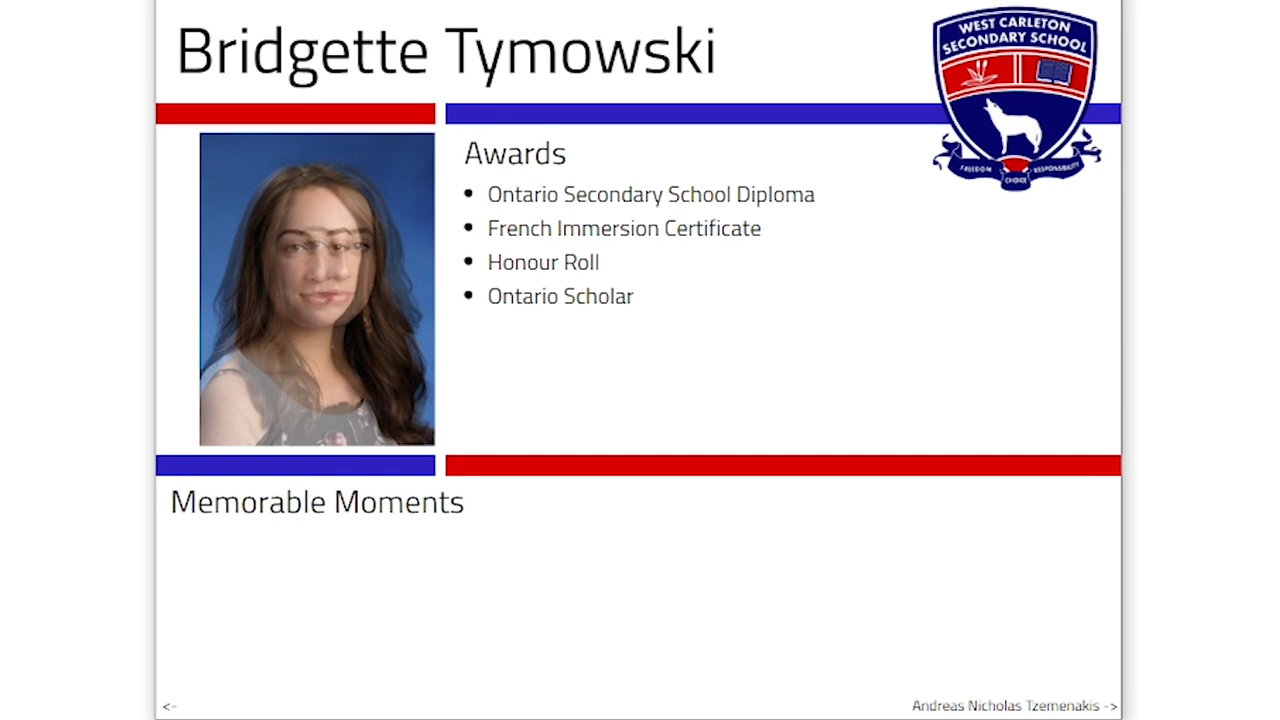 Bridgette Tymowski
WEST CARLETON
SECONDARY SCHOOL
FREEDOM
CHOICE
RESPONSIBILITY
Awards
• Ontario Secondary School Diploma
• French Immersion Certificate
• Honour Roll
• Ontario Scholar
Memorable Moments
<-
Andreas Nicholas Tzemenakis ->